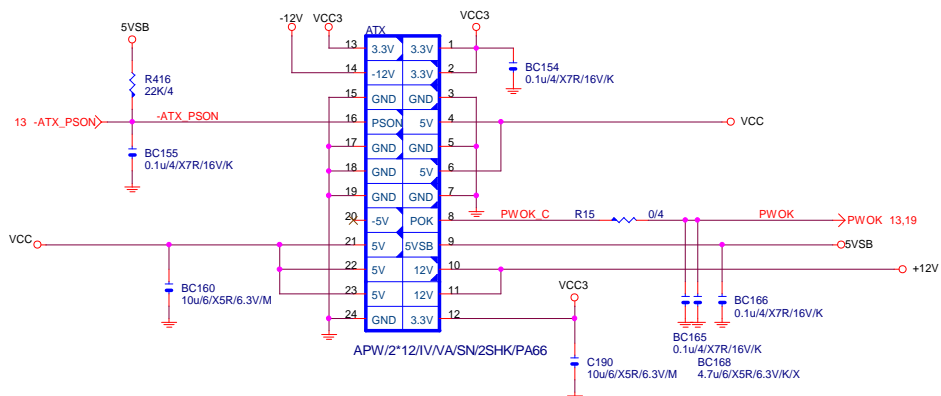 -12V
VCC3
VCC3
5VSB
ATX
13 3.3V 3.3V 1
14 -12V 3.3V 2
15 GND GND 3
16 PSON 5V 4
17 GND GND 5
18 GND 5V 6
19 GND GND 7
20 -5V POK 8
21 5V 5VSB 9
22 5V 12V 10
23 5V 12V 11
24 GND 3.3V 12
APW/2*12/IV/VA/SN/2SHK/PA66
R416
22K/4
13 -ATX_PSON
-ATX_PSON
BC155
0.1u/4/X7R/16V/K
BC154
0.1u/4/X7R/16V/K
VCC
PWOK_C
R15
0/4
PWOK
PWOK 13,19
VCC
5VSB
+12V
BC160
10u/6/X5R/6.3V/M
VCC3
C190
10u/6/X5R/6.3V/M
BC166
0.1u/4/X7R/16V/K
BC165
0.1u/4/X7R/16V/K
BC168
4.7u/6/X5R/6.3V/K/X